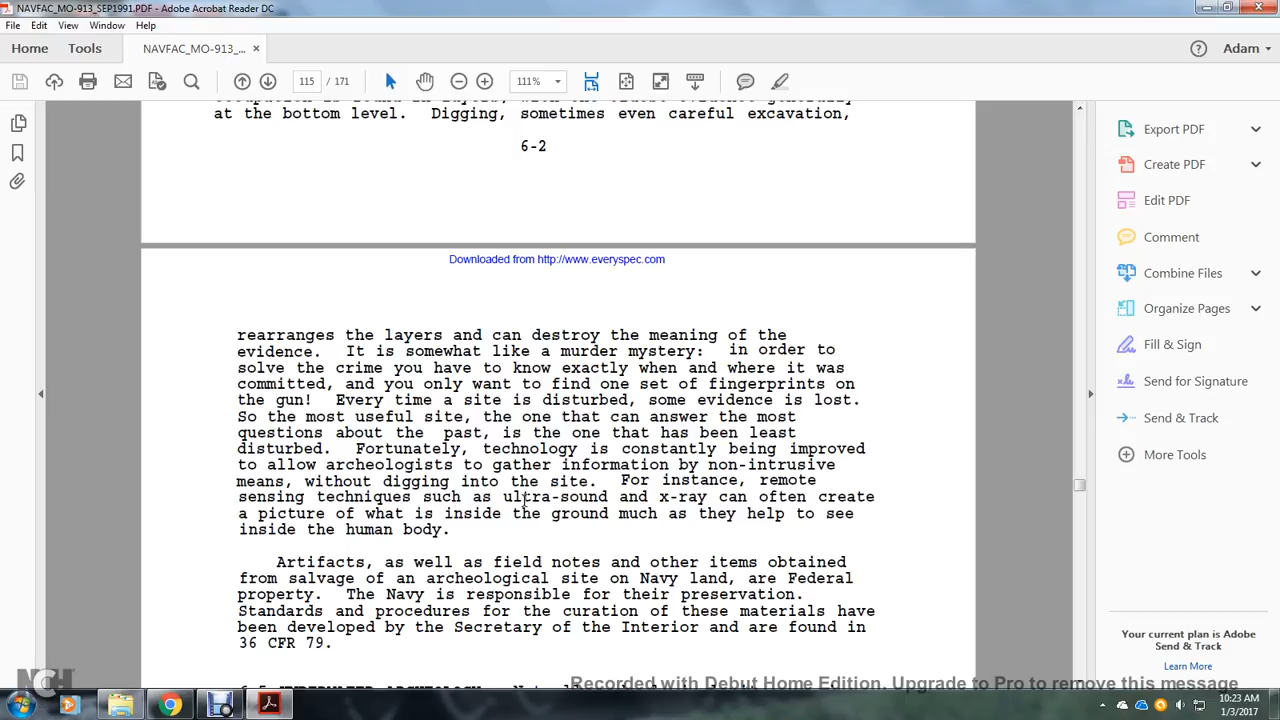 NAVFAC_MO-913_SEP1991.PDF - Adobe Acrobat Reader DC
File Edit View Window Help
Home Tools NAVFAC_MO-913_... × Adam
115 / 171 111%
at the bottom level. Digging, sometimes even careful excavation,
6-2
Downloaded from http://www.everyspec.com
rearranges the layers and can destroy the meaning of the
evidence. It is somewhat like a murder mystery: in order to
solve the crime you have to know exactly when and where it was
committed, and you only want to find one set of fingerprints on
the gun! Every time a site is disturbed, some evidence is lost.
So the most useful site, the one that can answer the most
questions about the past, is the one that has been least
disturbed. Fortunately, technology is constantly being improved
to allow archeologists to gather information by non-intrusive
means, without digging into the site. For instance, remote
sensing techniques such as ultra-sound and x-ray can often create
a picture of what is inside the ground much as they help to see
inside the human body.
Artifacts, as well as field notes and other items obtained
from salvage of an archeological site on Navy land, are Federal
property. The Navy is responsible for their preservation.
Standards and procedures for the curation of these materials have
been developed by the Secretary of the Interior and are found in
36 CFR 79.
Export PDF
Create PDF
Edit PDF
Comment
Combine Files
Organize Pages
Fill & Sign
Send for Signature
Send & Track
More Tools
Your current plan is Adobe
Send & Track
Learn More
NCH
Recorded with Debut Home Edition. Upgrade to Pro to remove this message
10:23 AM
1/3/2017